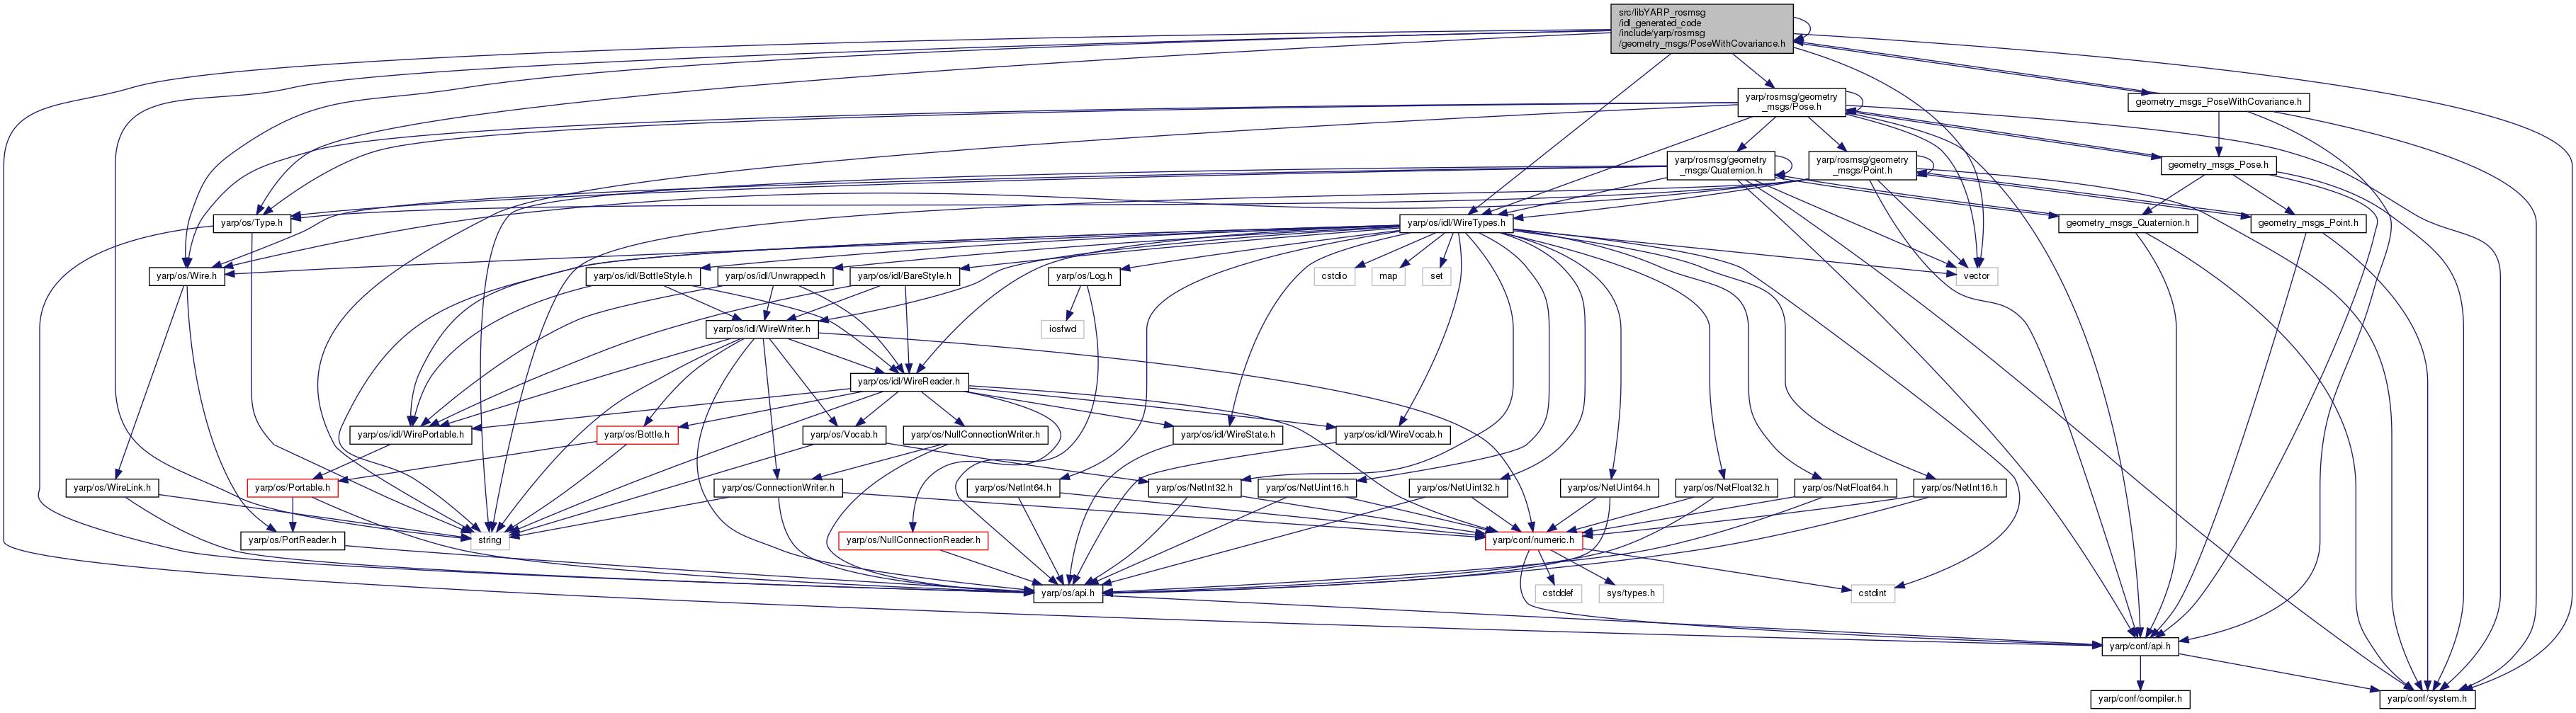 src/libYARP_rosmsg
/idl_generated_code
/include/yarp/rosmsg
/geometry_msgs/PoseWithCovariance.h
yarp/rosmsg/geometry
_msgs/Pose.h
geometry_msgs_PoseWithCovariance.h
yarp/rosmsg/geometry
_msgs/Quaternion.h
yarp/rosmsg/geometry
_msgs/Point.h
geometry_msgs_Pose.h
yarp/os/Type.h
yarp/os/idl/WireTypes.h
geometry_msgs_Quaternion.h
geometry_msgs_Point.h
yarp/os/Wire.h
yarp/os/idl/BottleStyle.h
yarp/os/idl/Unwrapped.h
yarp/os/idl/BareStyle.h
yarp/os/Log.h
cstdio
map
set
vector
yarp/os/idl/WireWriter.h
iosfwd
yarp/os/idl/WireReader.h
yarp/os/idl/WirePortable.h
yarp/os/Bottle.h
yarp/os/Vocab.h
yarp/os/NullConnectionWriter.h
yarp/os/idl/WireState.h
yarp/os/idl/WireVocab.h
yarp/os/WireLink.h
yarp/os/Portable.h
yarp/os/ConnectionWriter.h
yarp/os/NetInt64.h
yarp/os/NetInt32.h
yarp/os/NetUint16.h
yarp/os/NetUint32.h
yarp/os/NetUint64.h
yarp/os/NetFloat32.h
yarp/os/NetFloat64.h
yarp/os/NetInt16.h
yarp/os/PortReader.h
string
yarp/os/NullConnectionReader.h
yarp/conf/numeric.h
yarp/os/api.h
cstddef
sys/types.h
cstdint
yarp/conf/api.h
yarp/conf/compiler.h
yarp/conf/system.h